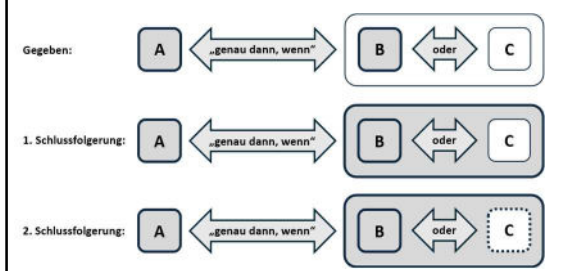 Gegeben: A „genau dann, wenn“ B oder C
1. Schlussfolgerung: A „genau dann, wenn“ B oder C
2. Schlussfolgerung: A „genau dann, wenn“ B oder C